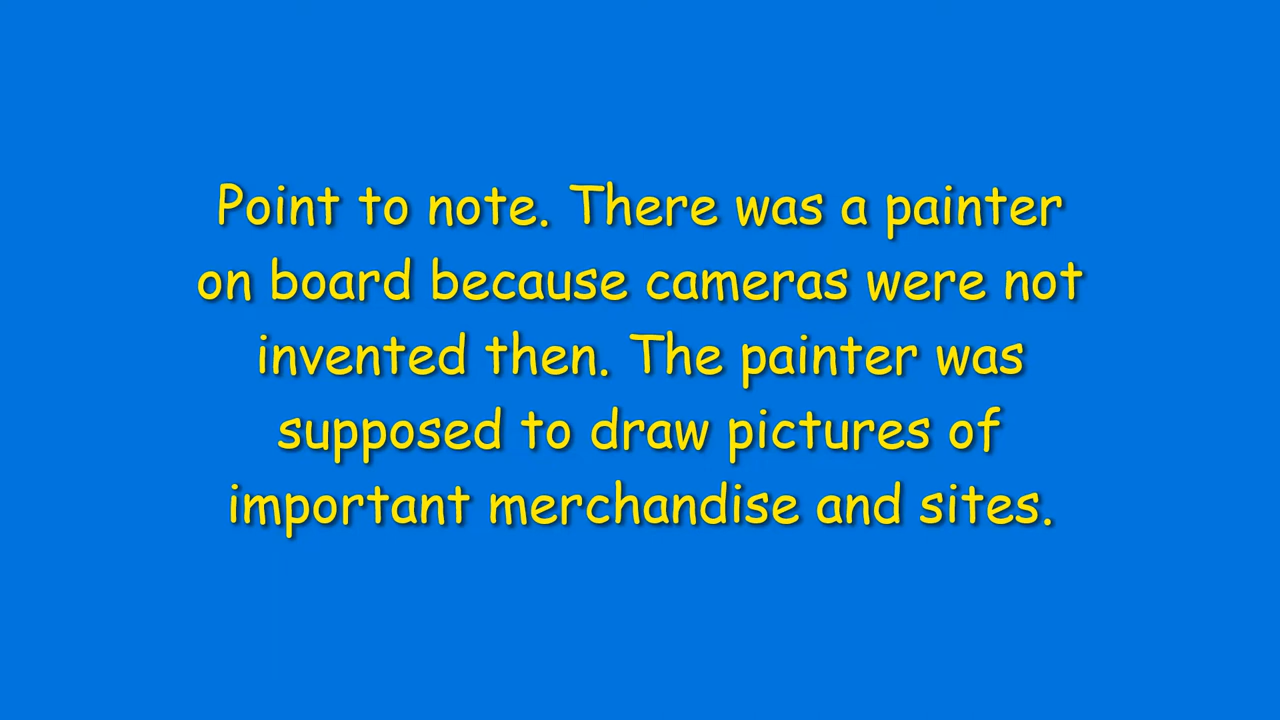 Point to note. There was a painter
on board because cameras were not
invented then. The painter was
supposed to draw pictures of
important merchandise and sites.